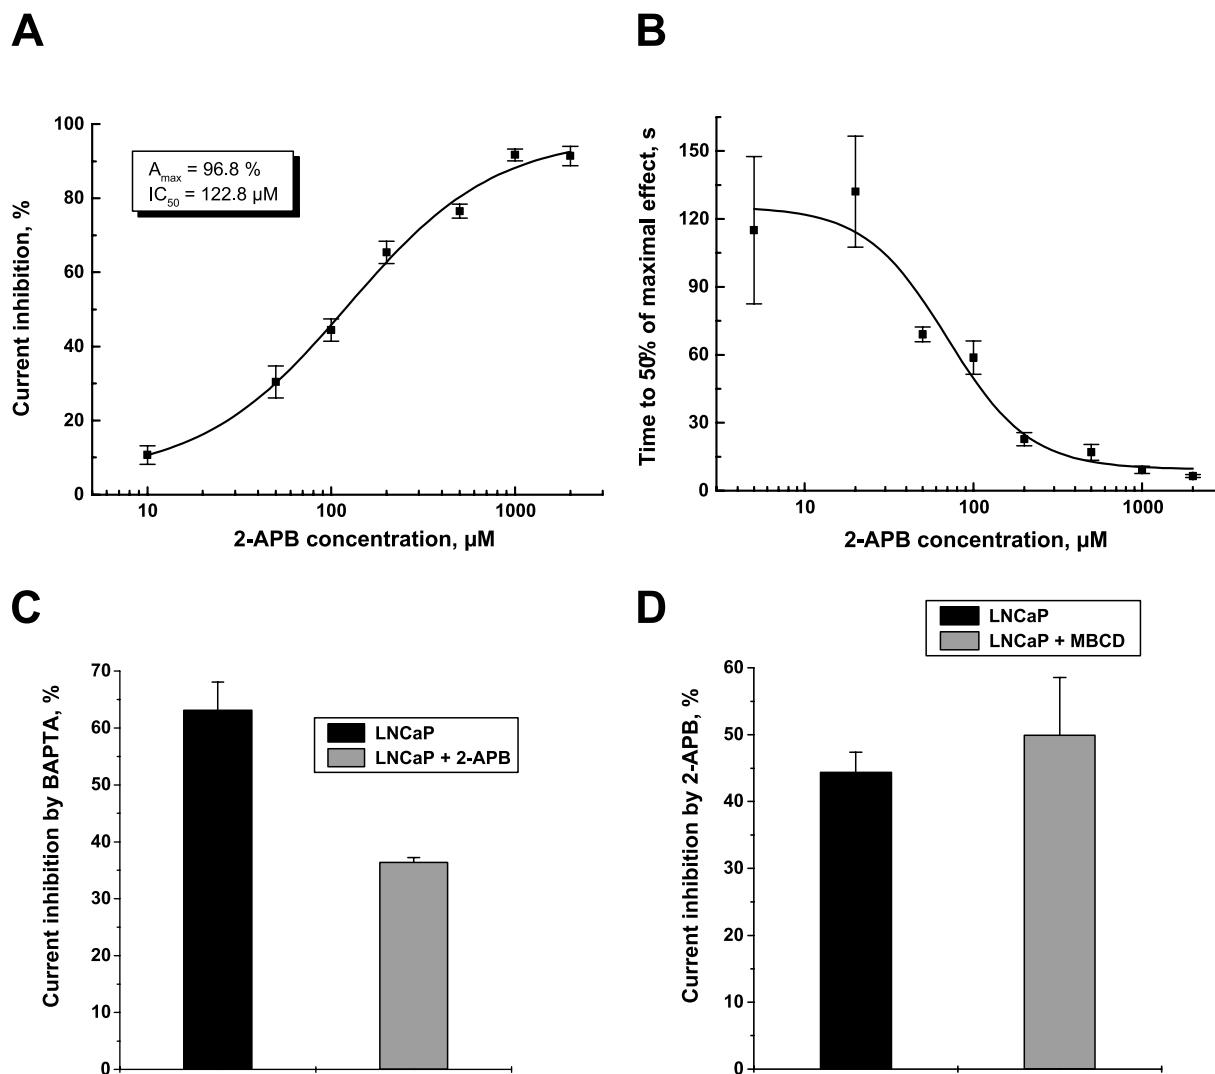 A
Current inhibition, %
100
80
60
40
20
0
A_max = 96.8 %
IC_50 = 122.8 µM
10
100
1000
2-APB concentration, µM
B
Time to 50% of maximal effect, s
150
120
90
60
30
0
10
100
1000
2-APB concentration, µM
C
Current inhibition by BAPTA, %
70
60
50
40
30
20
10
0
LNCaP
LNCaP + 2-APB
D
LNCaP
LNCaP + MBCD
Current inhibition by 2-APB, %
60
50
40
30
20
10
0